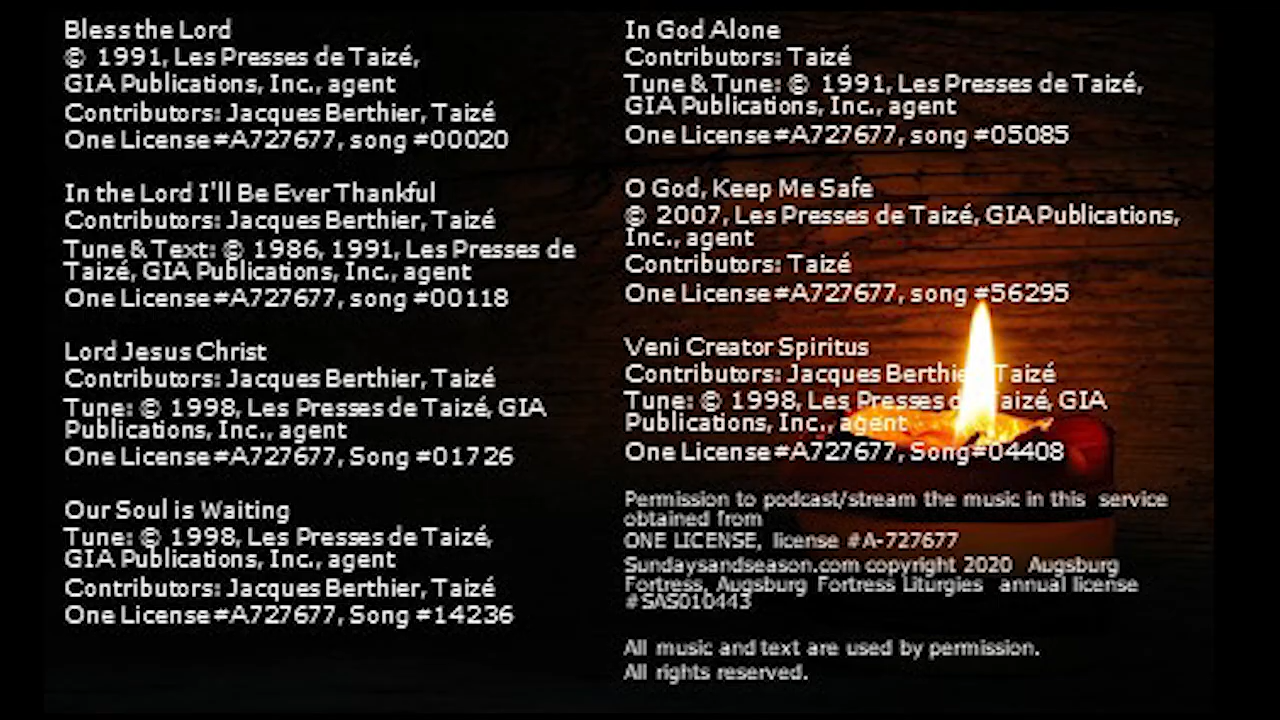 Bless the Lord
© 1991, Les Presses de Taizé,
GIA Publications, Inc., agent
Contributors: Jacques Berthier, Taizé
One License #A727677, song #00020
In the Lord I'll Be Ever Thankful
Contributors: Jacques Berthier, Taizé
Tune & Text: © 1986, 1991, Les Presses de
Taizé, GIA Publications, Inc., agent
One License #A727677, song #00118
Lord Jesus Christ
Contributors: Jacques Berthier, Taizé
Tune: © 1998, Les Presses de Taizé, GIA
Publications, Inc., agent
One License #A727677, Song #01726
Our Soul is Waiting
Tune: © 1998, Les Presses de Taizé,
GIA Publications, Inc., agent
Contributors: Jacques Berthier, Taizé
One License #A727677, Song #14236
In God Alone
Contributors: Taizé
Tune & Tune: © 1991, Les Presses de Taizé,
GIA Publications, Inc., agent
One License #A727677, song #05085
O God, Keep Me Safe
© 2007, Les Presses de Taizé, GIA Publications,
Inc., agent
Contributors: Taizé
One License #A727677, song #56295
Veni Creator Spiritus
Contributors: Jacques Berthier, Taizé
Tune: © 1998, Les Presses de Taizé, GIA
Publications, Inc., agent
One License #A727677, Song #04408
Permission to podcast/stream the music in this service
obtained from
ONE LICENSE, license #A-727677
Sundaysandseason.com copyright 2020 Augsburg
Fortress, Augsburg Fortress Liturgies annual license
#SAS010443
All music and text are used by permission.
All rights reserved.